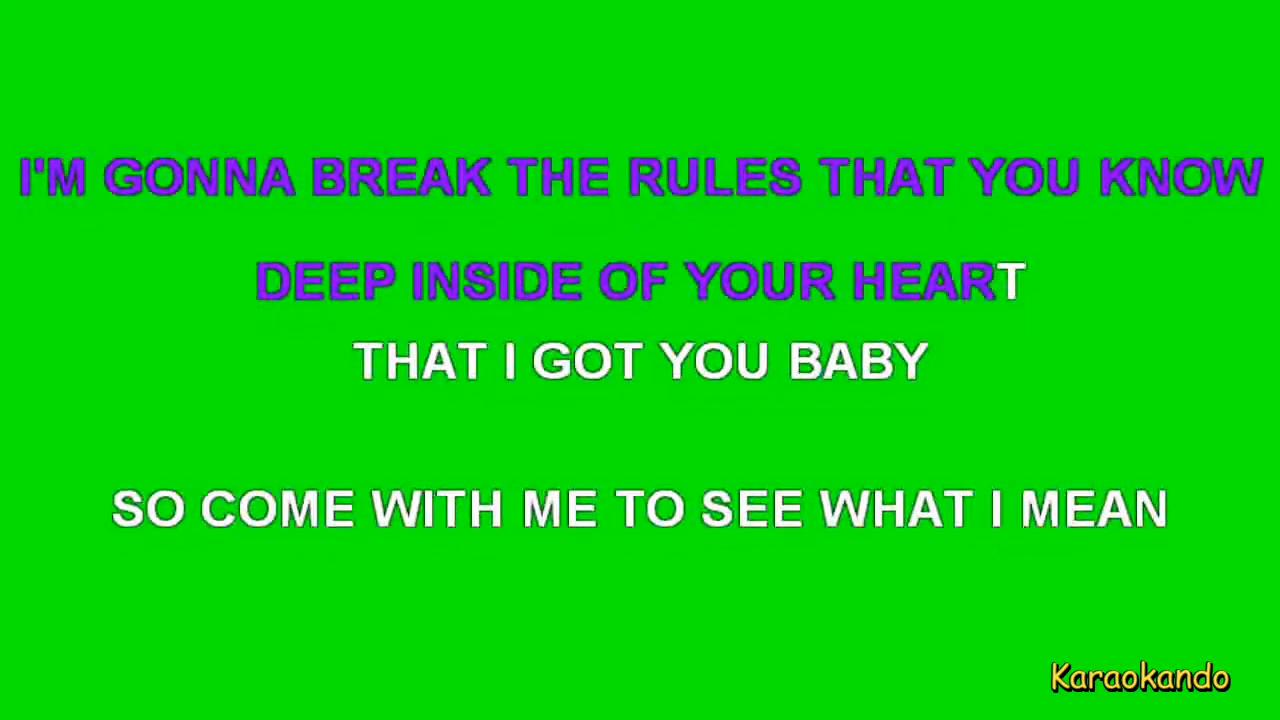 I'M GONNA BREAK THE RULES THAT YOU KNOW
DEEP INSIDE OF YOUR HEART
THAT I GOT YOU BABY
SO COME WITH ME TO SEE WHAT I MEAN
Karaokando